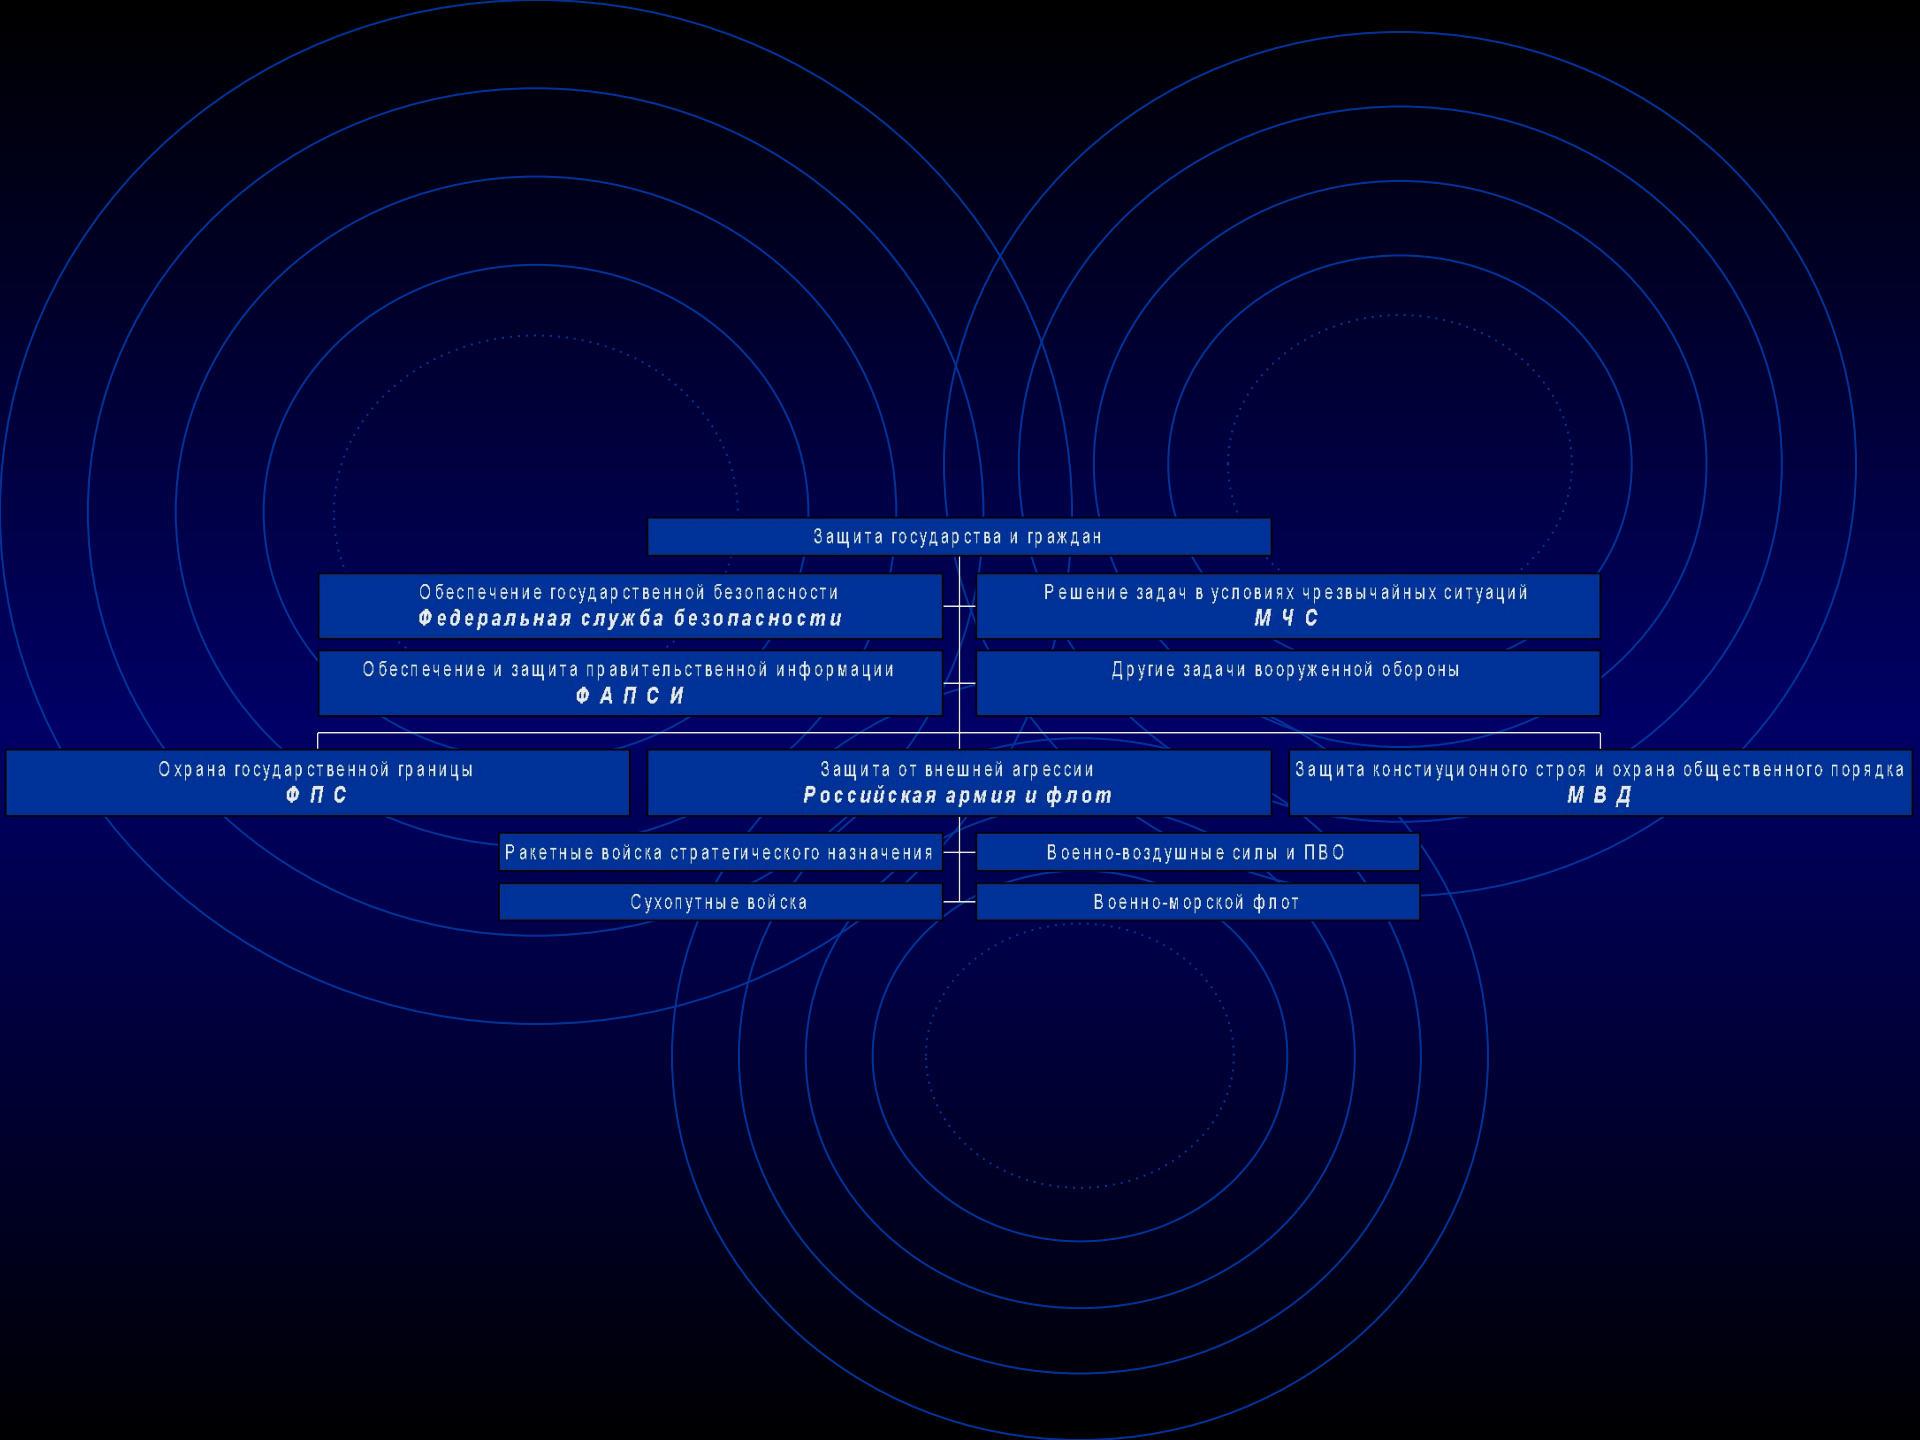 Защита государства и граждан
Обеспечение государственной безопасности
Федеральная служба безопасности
Решение задач в условиях чрезвычайных ситуаций
М Ч С
Обеспечение и защита правительственной информации
Ф А П С И
Другие задачи вооруженной обороны
Охрана государственной границы
Ф П С
Защита от внешней агрессии
Российская армия и флот
Защита констиуционного строя и охрана общественного порядка
М В Д
Ракетные войска стратегического назначения
Военно-воздушные силы и ПВО
Сухопутные войска
Военно-морской флот